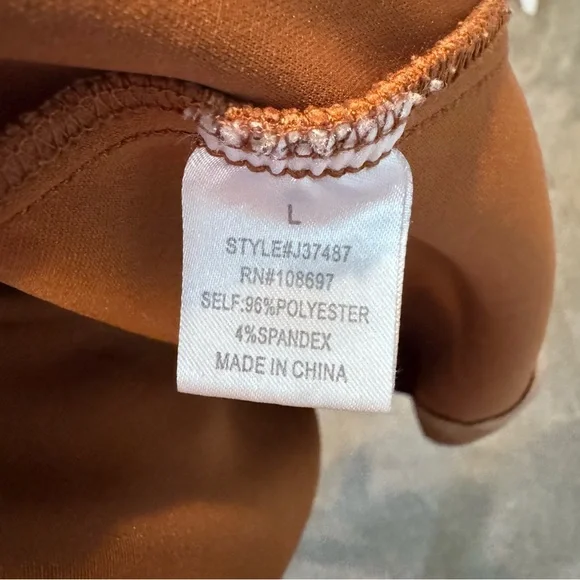 L
STYLE#J37487
RN#108697
SELF:96%POLYESTER
4%SPANDEX
MADE IN CHINA